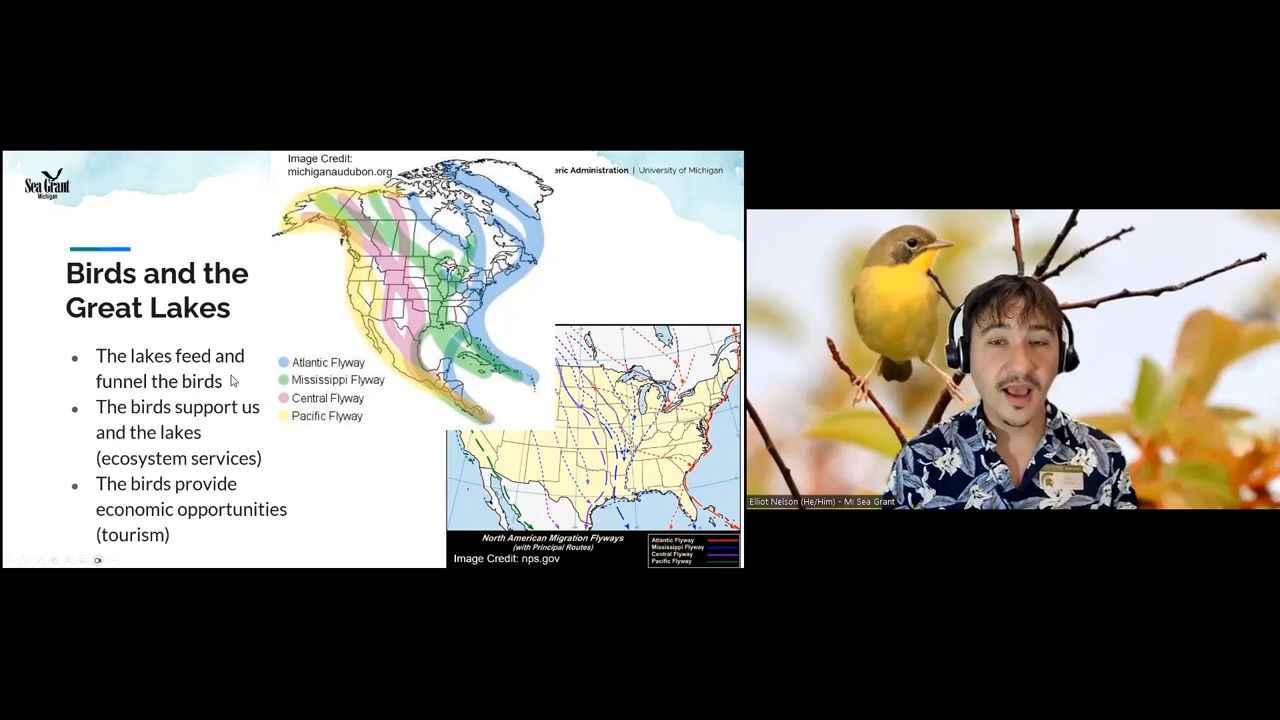 Sea Grant
Michigan
Image Credit:
michiganaudubon.org
eric Administration | University of Michigan
Birds and the
Great Lakes
• The lakes feed and
funnel the birds
• The birds support us
and the lakes
(ecosystem services)
• The birds provide
economic opportunities
(tourism)
Atlantic Flyway
Mississippi Flyway
Central Flyway
Pacific Flyway
North American Migration Flyways
(with Principal Routes)
Image Credit: nps.gov
Atlantic Flyway
Mississippi Flyway
Central Flyway
Pacific Flyway
Elliot Nelson (He/Him) - MI Sea Grant